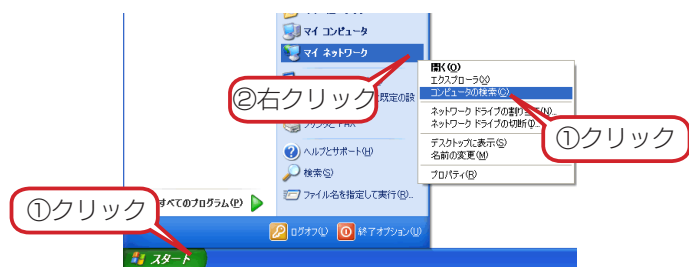 マイ コンピュータ
マイ ネットワーク
②右クリック
既定の設
ヘルプとサポート(H)
検索(S)
ファイル名を指定して実行(R)...
すべてのプログラム(P)
①クリック
ログオフ(L)
終了オプション(U)
スタート
開く(O)
エクスプローラ(X)
コンピュータの検索(C)
ネットワーク ドライブの割り当て(N)...
ネットワーク ドライブの切断(
①クリック
デスクトップに表示(S)
名前の変更(M)
プロパティ(R)